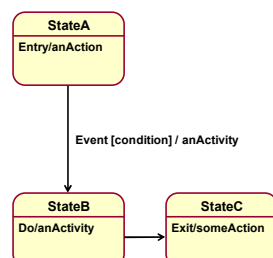 StateA
Entry/anAction
Event [condition] / anActivity
StateB
Do/anActivity
StateC
Exit/someAction